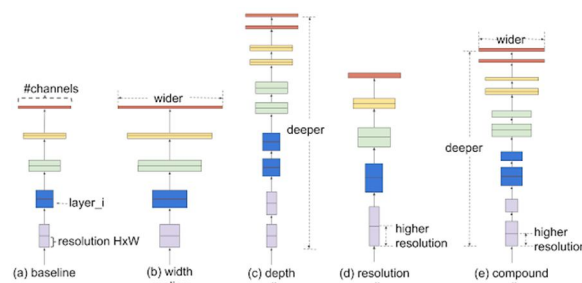 #channels
wider
wider
deeper
deeper
layer_i
resolution HxW
higher
resolution
higher
resolution
(a) baseline
(b) width
(c) depth
(d) resolution
(e) compound